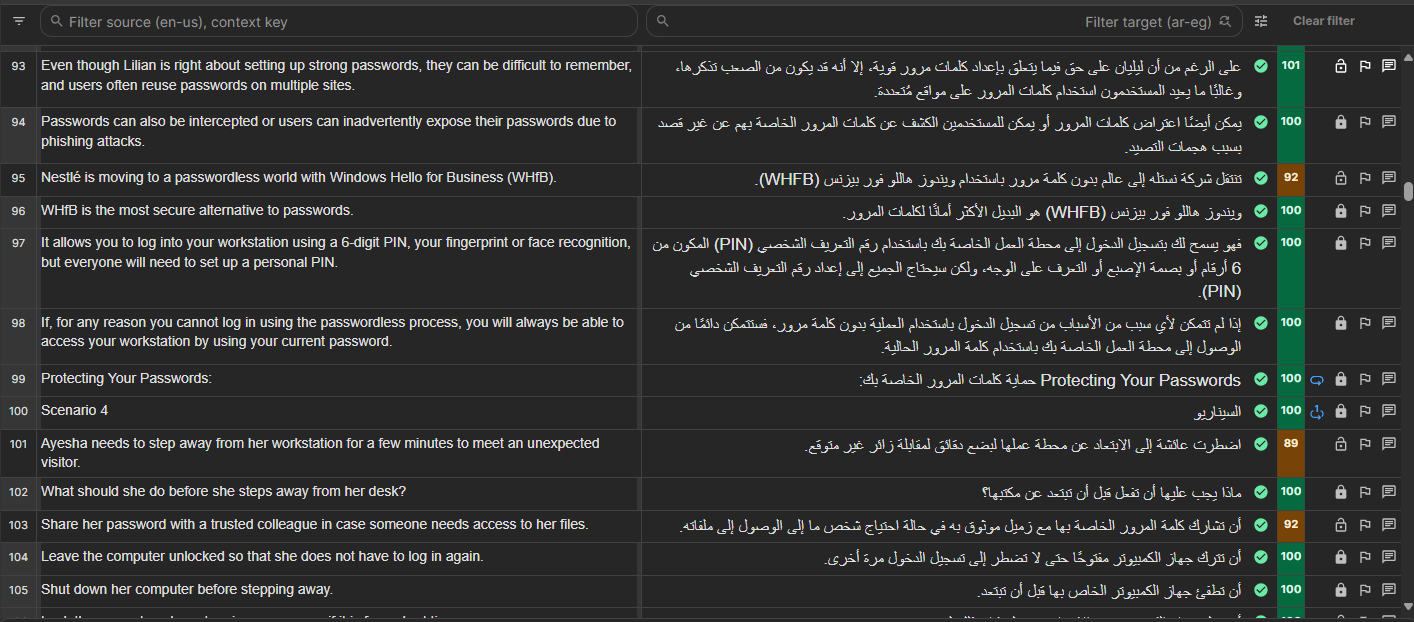 Filter source (en-us), context key
Filter target (ar-eg)
Clear filter
93
Even though Lilian is right about setting up strong passwords, they can be difficult to remember,
and users often reuse passwords on multiple sites.
على الرغم من أن ليليان على حق فيما يتعلق بإعداد كلمات مرور قوية، إلا أنه قد يكون من الصعب تذكرها،
وغالبًا ما يعيد المستخدمون استخدام كلمات المرور على مواقع مُتعددة.
101
94
Passwords can also be intercepted or users can inadvertently expose their passwords due to
phishing attacks.
يمكن أيضًا اعتراض كلمات المرور أو يمكن للمستخدمين الكشف عن كلمات المرور الخاصة بهم عن غير قصد
بسبب هجمات التصيد.
100
95
Nestlé is moving to a passwordless world with Windows Hello for Business (WHfB).
تنتقل شركة نستله إلى عالم بدون كلمة مرور باستخدام ويندوز هاللو فور بيزنس (WHFB).
92
96
WHfB is the most secure alternative to passwords.
ويندوز هاللو فور بيزنس (WHFB) هو البديل الأكثر أمانًا لكلمات المرور.
100
97
It allows you to log into your workstation using a 6-digit PIN, your fingerprint or face recognition,
but everyone will need to set up a personal PIN.
فهو يسمح لك بتسجيل الدخول إلى محطة العمل الخاصة بك باستخدام رقم التعريف الشخصي (PIN) المكون من
6 أرقام أو بصمة الإصبع أو التعرف على الوجه، ولكن سيحتاج الجميع إلى إعداد رقم التعريف الشخصي
(PIN).
100
98
If, for any reason you cannot log in using the passwordless process, you will always be able to
access your workstation by using your current password.
إذا لم تتمكن لأي سبب من الأسباب من تسجيل الدخول باستخدام العملية بدون كلمة مرور، فستتمكن دائمًا من
الوصول إلى محطة العمل الخاصة بك باستخدام كلمة المرور الحالية.
100
99
Protecting Your Passwords:
Protecting Your Passwords حماية كلمات المرور الخاصة بك:
100
100
Scenario 4
السيناريو
100
101
Ayesha needs to step away from her workstation for a few minutes to meet an unexpected
visitor.
اضطرت عائشة إلى الابتعاد عن محطة عملها لبضع دقائق لمقابلة زائر غير متوقع.
89
102
What should she do before she steps away from her desk?
ماذا يجب عليها أن تفعل قبل أن تبتعد عن مكتبها؟
100
103
Share her password with a trusted colleague in case someone needs access to her files.
أن تشارك كلمة المرور الخاصة بها مع زميل موثوق به في حالة احتياج شخص ما إلى الوصول إلى ملفاته.
92
104
Leave the computer unlocked so that she does not have to log in again.
أن تترك جهاز الكمبيوتر مفتوحًا حتى لا تضطر إلى تسجيل الدخول مرة أخرى.
100
105
Shut down her computer before stepping away.
أن تطفئ جهاز الكمبيوتر الخاص بها قبل أن تبتعد.
100